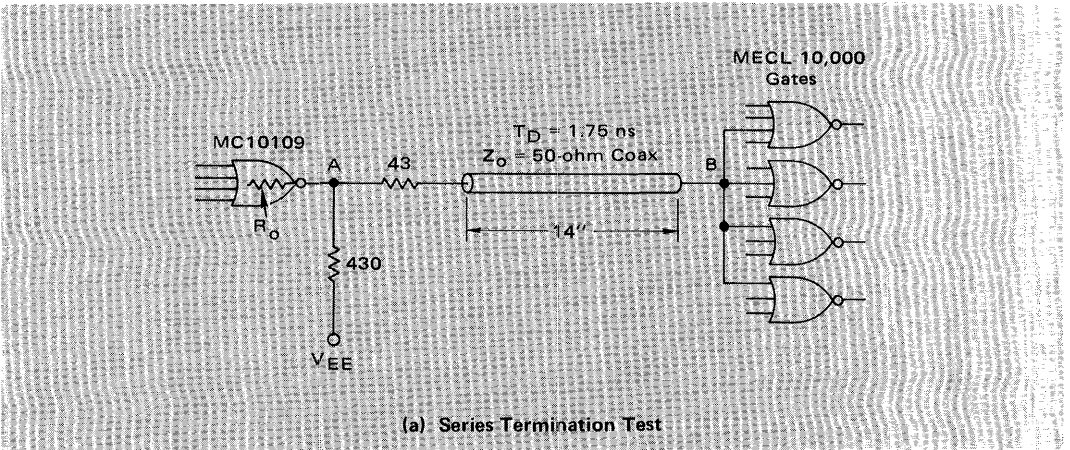 MECL 10,000
Gates
MC10109
A
43
T_D = 1.75 ns
Z_o = 50-ohm Coax
B
R_o
14"
430
V_EE
(a) Series Termination Test